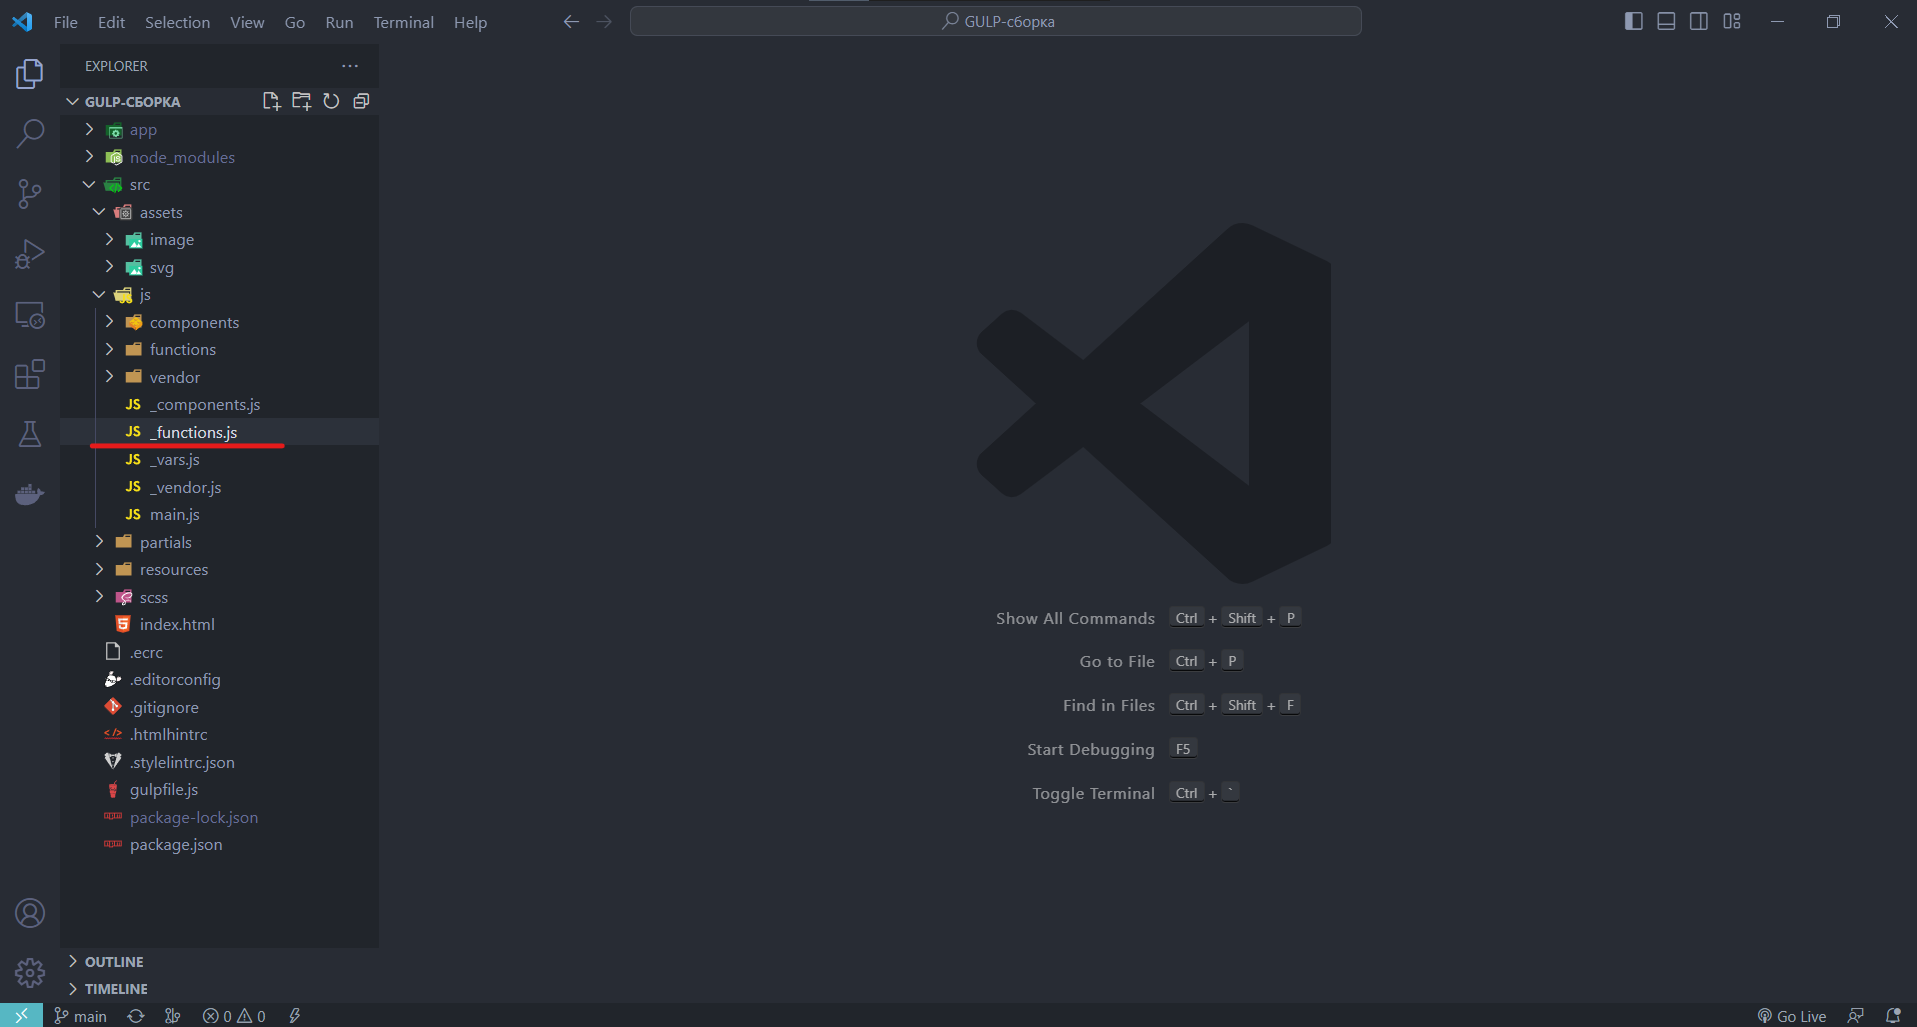 File Edit Selection View Go Run Terminal Help
GULP-сборка
EXPLORER
GULP-СБОРКА
app
node_modules
src
assets
image
svg
js
components
functions
vendor
JS _components.js
JS _functions.js
JS _vars.js
JS _vendor.js
JS main.js
partials
resources
scss
index.html
.ecrc
.editorconfig
.gitignore
.htmlhintrc
.stylelintrc.json
gulpfile.js
package-lock.json
package.json
OUTLINE
TIMELINE
Show All Commands Ctrl + Shift + P
Go to File Ctrl + P
Find in Files Ctrl + Shift + F
Start Debugging F5
Toggle Terminal Ctrl + `
main 0 0 Go Live